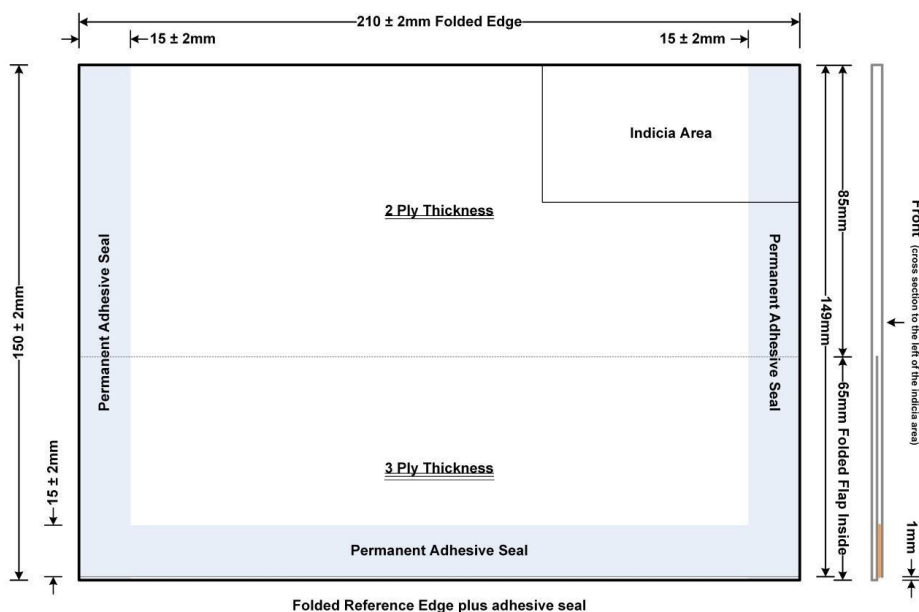 210 ± 2mm Folded Edge
15 ± 2mm
15 ± 2mm
Indicia Area
2 Ply Thickness
Permanent Adhesive Seal
Permanent Adhesive Seal
150 ± 2mm
85mm
149mm
Front (cross section to the left of the indicia area)
65mm Folded Flap Inside
15 ± 2mm
3 Ply Thickness
Permanent Adhesive Seal
1mm
Folded Reference Edge plus adhesive seal